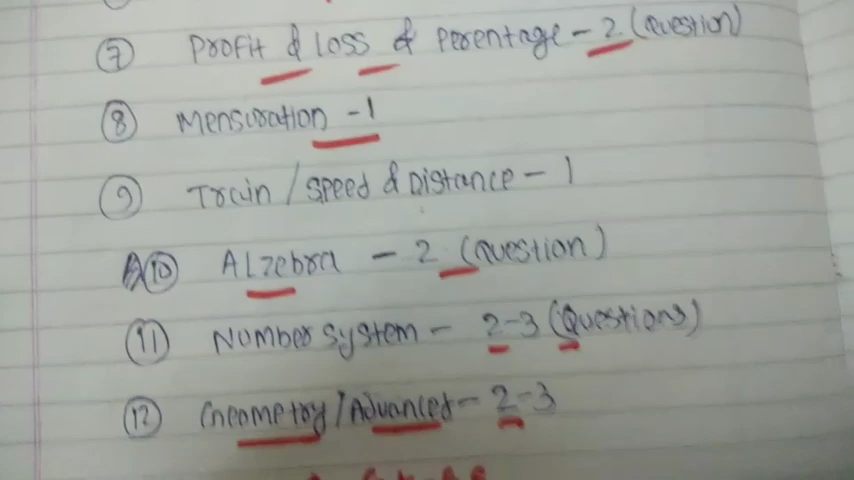 ⑦ Profit & Loss & Perentage - 2 (Question)
⑧ Mensuration - 1
⑨ Train / Speed & Distance - 1
⑩ Alzebra - 2 (Question)
⑪ Number system - 2-3 (Questions)
⑫ Geometry / Advanced - 2-3